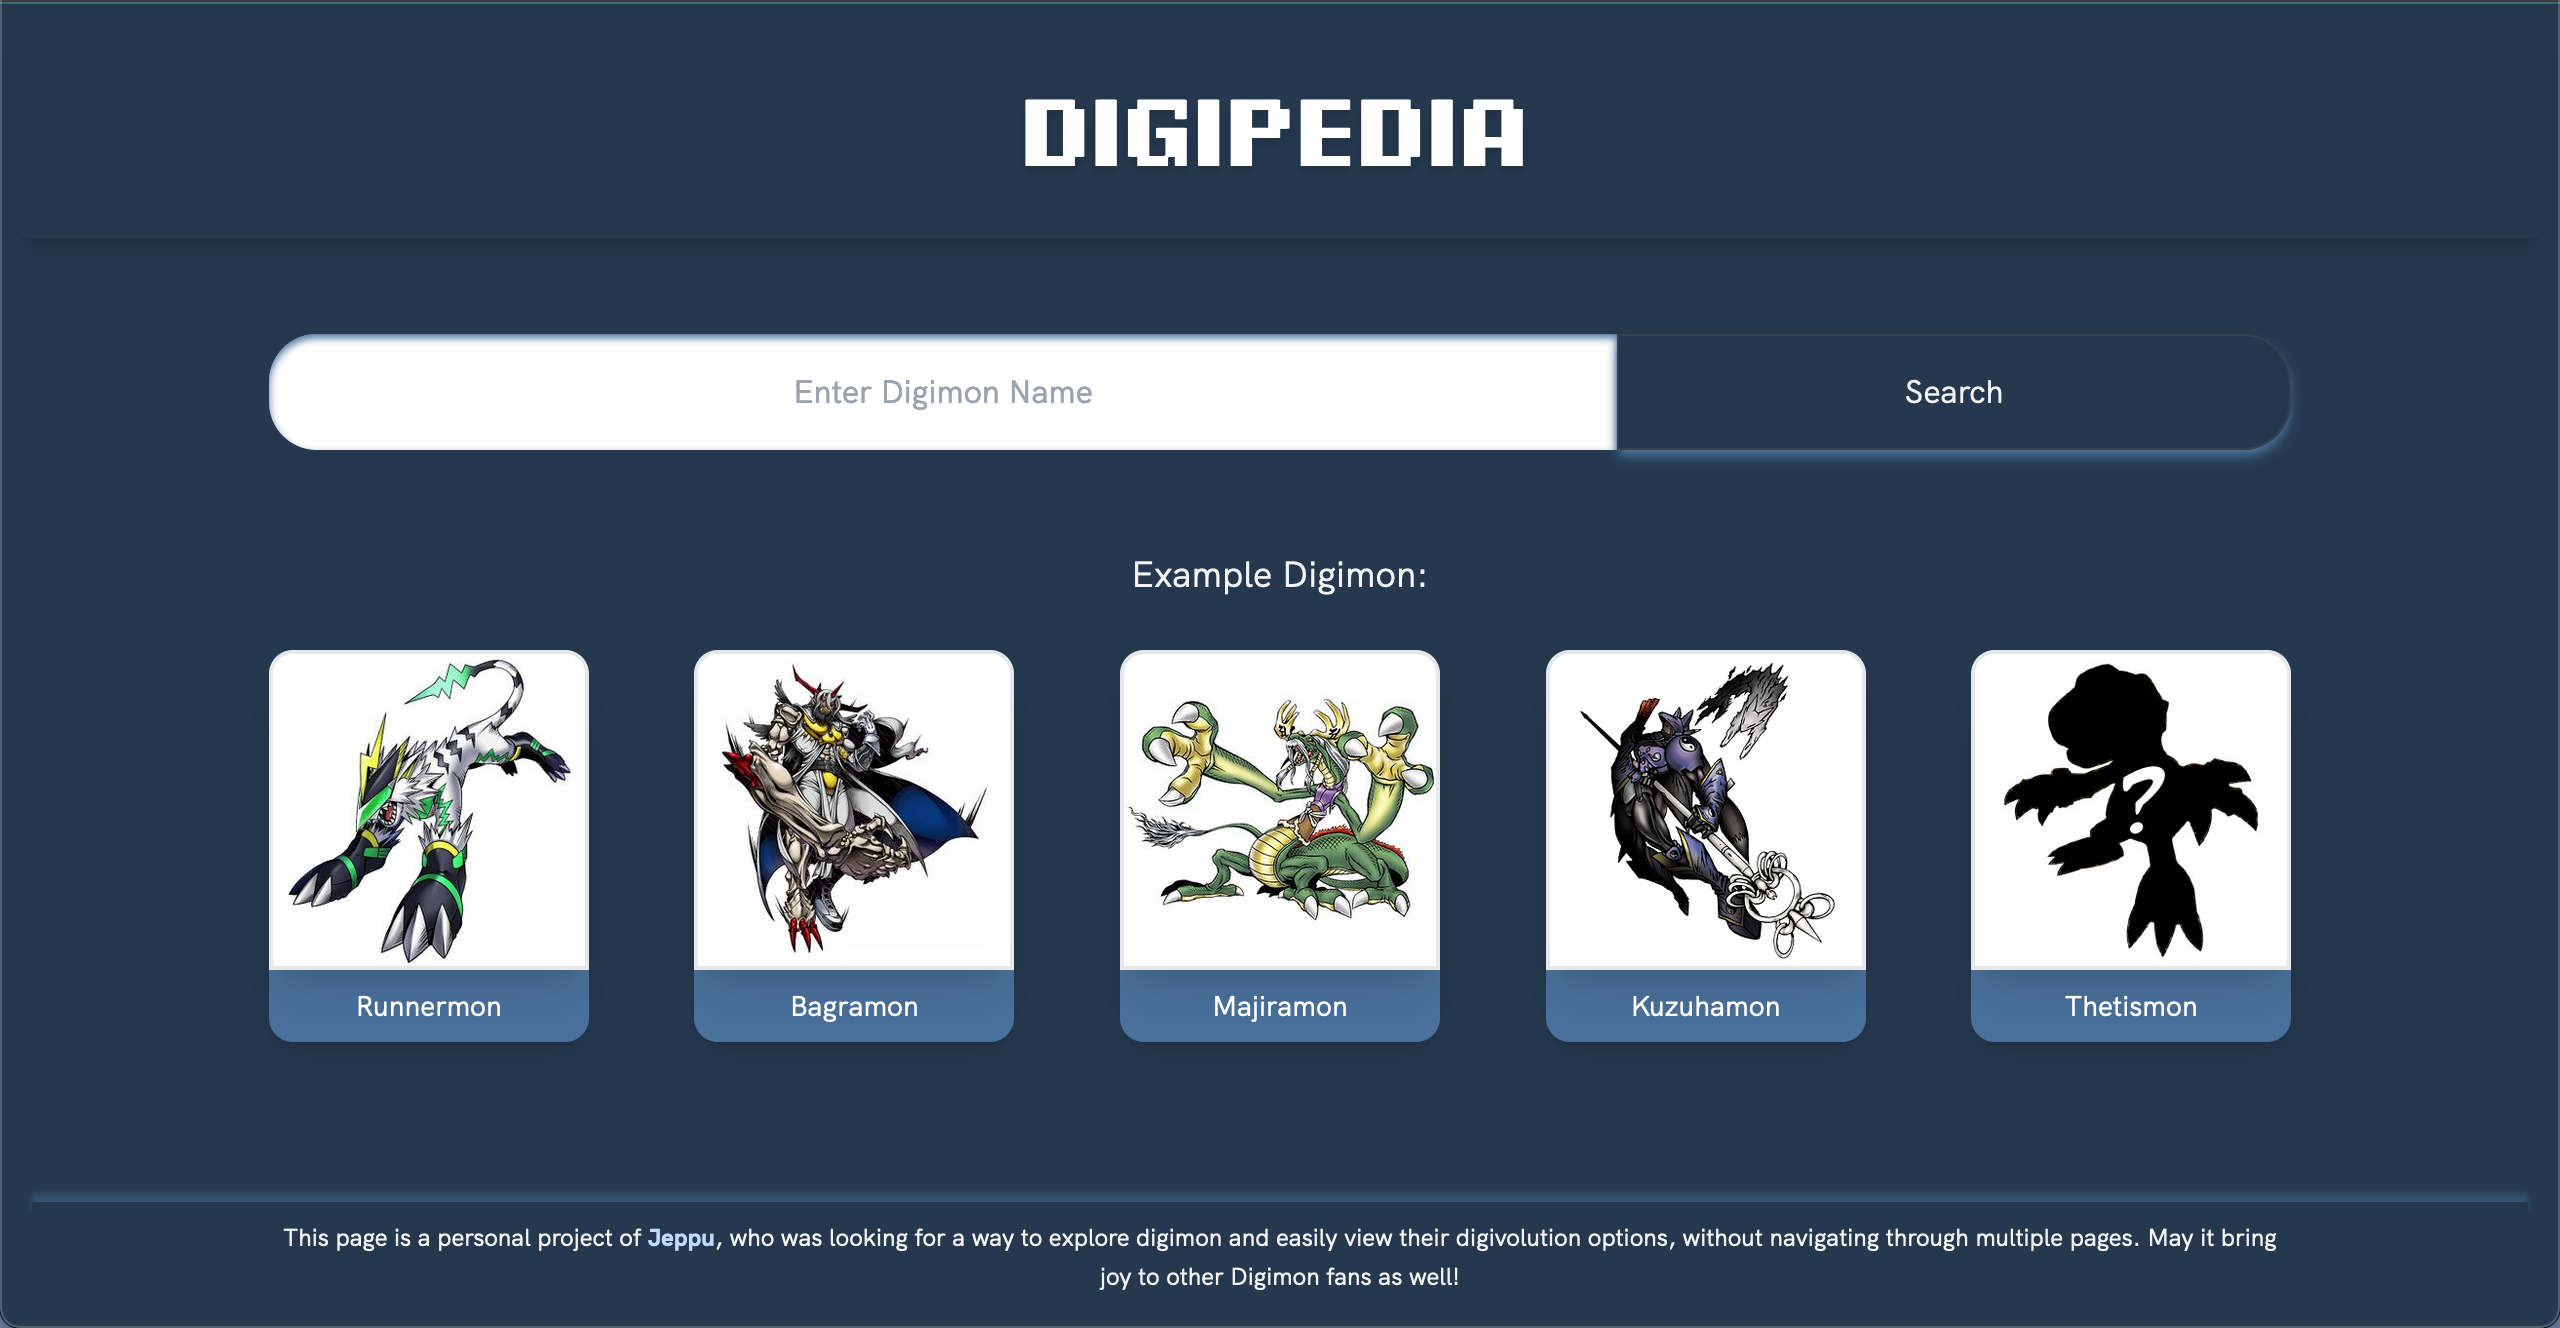 DIGIPEDIA
Enter Digimon Name
Search
Example Digimon:
Runnermon
Bagramon
Majiramon
Kuzuhamon
?
Thetismon
This page is a personal project of Jeppu, who was looking for a way to explore digimon and easily view their digivolution options, without navigating through multiple pages. May it bring
joy to other Digimon fans as well!